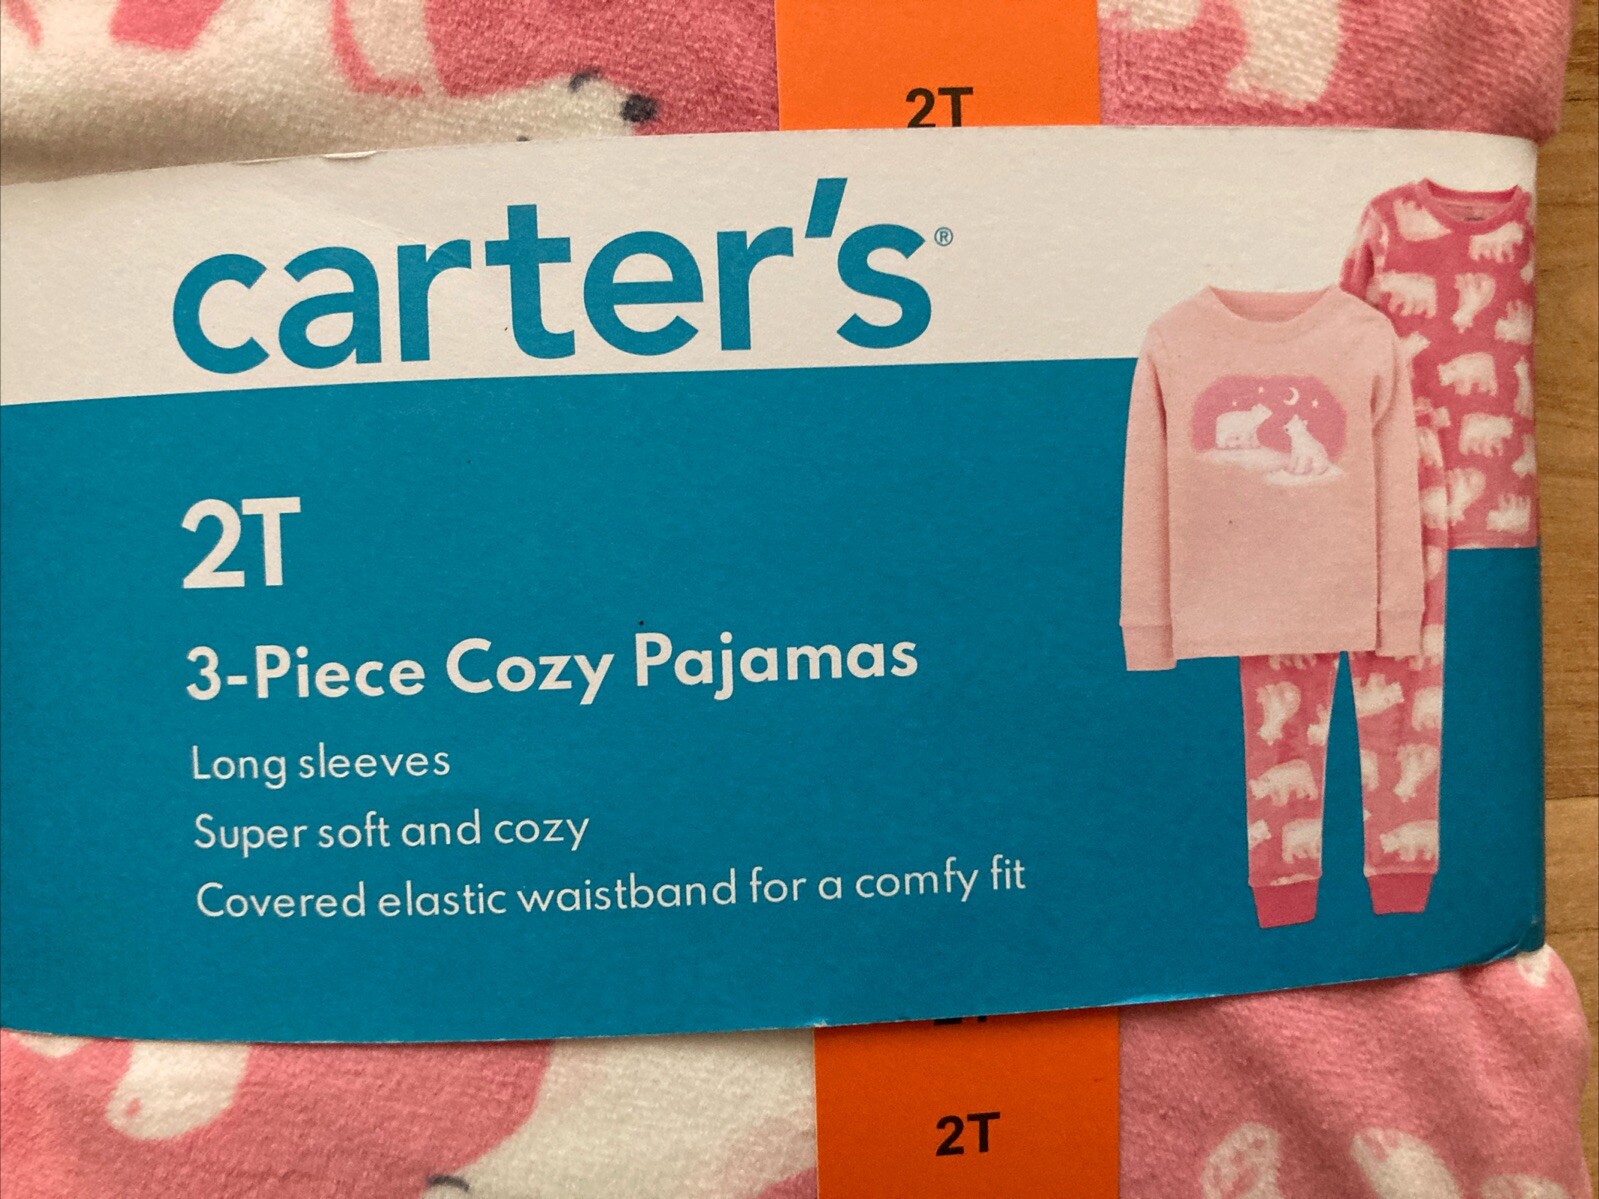 2T
carter's®
2T
3-Piece Cozy Pajamas
Long sleeves
Super soft and cozy
Covered elastic waistband for a comfy fit
2T